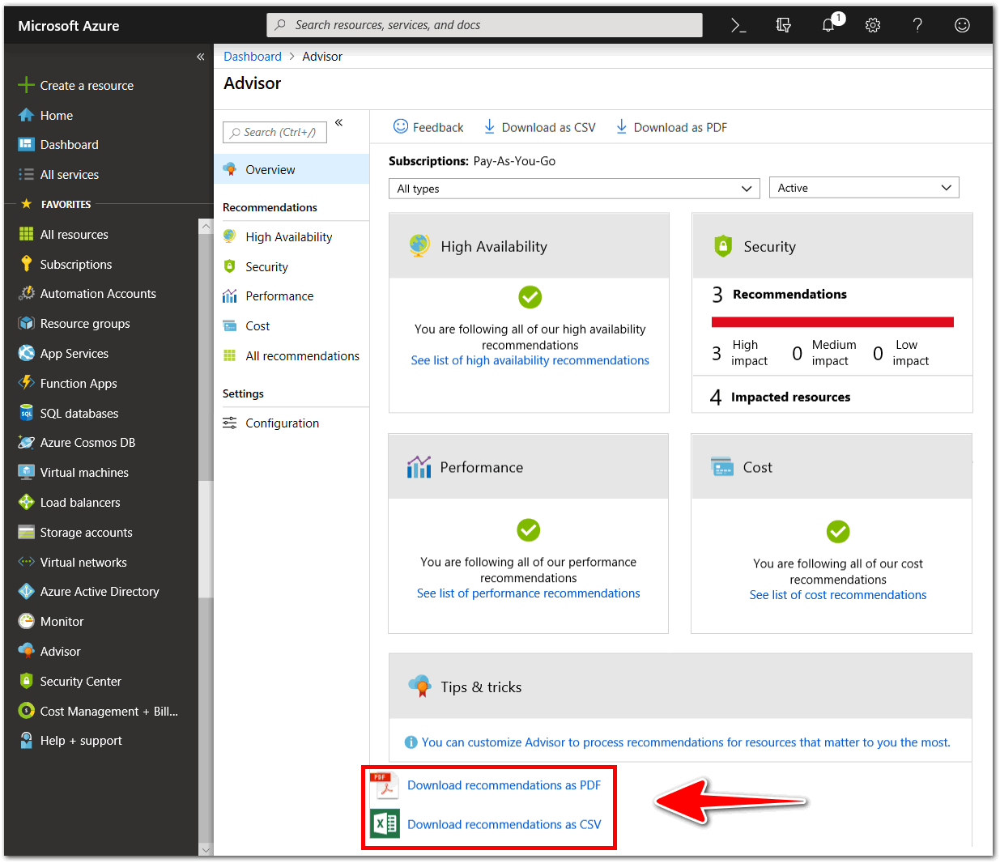 Microsoft Azure
Search resources, services, and docs
1
Create a resource
Home
Dashboard
All services
FAVORITES
All resources
Subscriptions
Automation Accounts
Resource groups
App Services
Function Apps
SQL databases
Azure Cosmos DB
Virtual machines
Load balancers
Storage accounts
Virtual networks
Azure Active Directory
Monitor
Advisor
Security Center
Cost Management + Bill...
Help + support
Dashboard > Advisor
Advisor
Search (Ctrl+/)
Overview
Recommendations
High Availability
Security
Performance
Cost
All recommendations
Settings
Configuration
Feedback
Download as CSV
Download as PDF
Subscriptions: Pay-As-You-Go
All types
Active
High Availability
You are following all of our high availability
recommendations
See list of high availability recommendations
Security
3 Recommendations
3 High impact 0 Medium impact 0 Low impact
4 Impacted resources
Performance
You are following all of our performance
recommendations
See list of performance recommendations
Cost
You are following all of our cost
recommendations
See list of cost recommendations
Tips & tricks
You can customize Advisor to process recommendations for resources that matter to you the most.
PDF
Download recommendations as PDF
Download recommendations as CSV